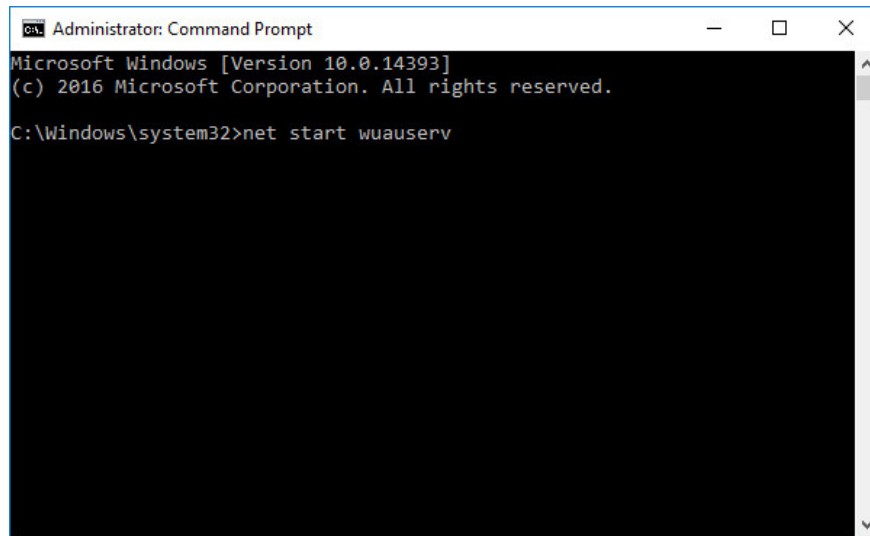 Administrator: Command Prompt
Microsoft Windows [Version 10.0.14393]
(c) 2016 Microsoft Corporation. All rights reserved.
C:\Windows\system32>net start wuauserv